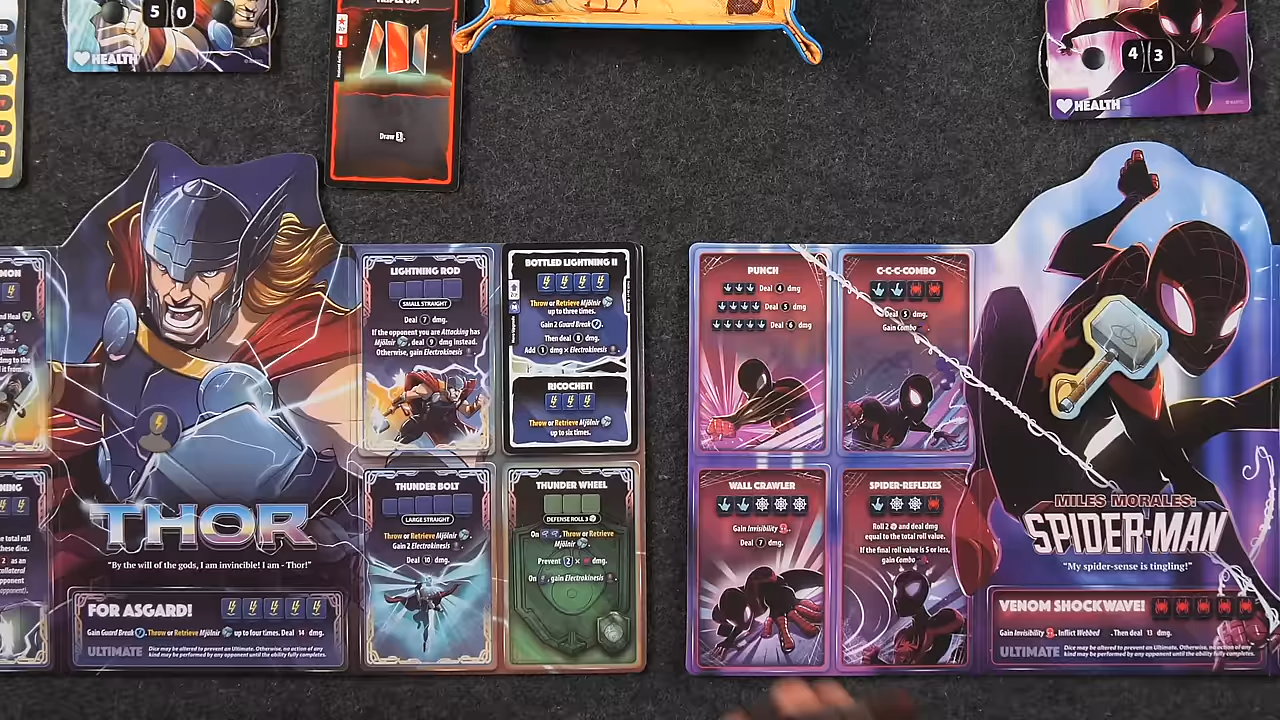 5 0
HEALTH
TRIPLE UP!
Draw 3.
4 3
HEALTH
and Heal
LIGHTNING ROD
SMALL STRAIGHT
Deal 7 dmg.
If the opponent you are Attacking has
Mjölnir, deal 9 dmg instead.
Otherwise, gain Electrokinesis.
BOTTLED LIGHTNING II
Throw or Retrieve Mjölnir
up to three times.
Gain 2 Guard Break.
Then deal 8 dmg.
Add 1 dmg × Electrokinesis
RICOCHET!
Throw or Retrieve Mjölnir
up to six times.
THUNDER BOLT
LARGE STRAIGHT
Throw or Retrieve Mjölnir.
Gain 2 Electrokinesis.
Deal 10 dmg.
THUNDER WHEEL
DEFENSE ROLL 3
On , Throw or Retrieve
Mjölnir.
Prevent 2 × dmg.
On , gain Electrokinesis.
THOR
"By the will of the gods, I am invincible! I am - Thor!"
FOR ASGARD!
Gain Guard Break. Throw or Retrieve Mjölnir up to four times. Deal 14 dmg.
ULTIMATE
Dice may be altered to prevent an Ultimate. Otherwise, no action of any
kind may be performed by any opponent until the ability fully completes.
PUNCH
Deal 4 dmg
Deal 5 dmg
Deal 6 dmg
C-C-C-COMBO
Deal 5 dmg.
Gain Combo
WALL CRAWLER
Gain Invisibility.
Deal 7 dmg.
SPIDER-REFLEXES
Roll 2 and deal dmg
equal to the total roll value.
If the final roll value is 5 or less,
gain Combo
MILES MORALES:
SPIDER-MAN
"My spider-sense is tingling!"
VENOM SHOCKWAVE!
Gain Invisibility. Inflict Webbed. Then deal 13 dmg.
ULTIMATE
Dice may be altered to prevent an Ultimate. Otherwise, no action of any
kind may be performed by any opponent until the ability fully completes.